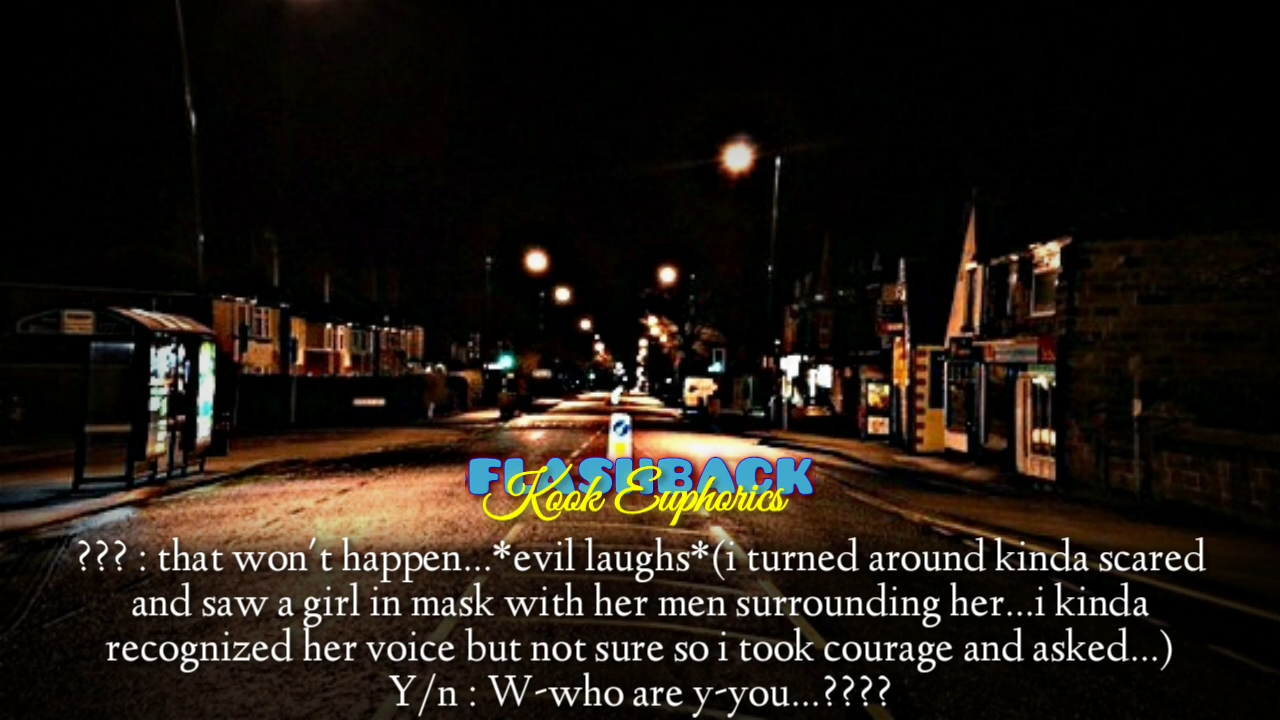 FLASHBACK
Kook Euphorics
??? : that won't happen...*evil laughs*(i turned around kinda scared
and saw a girl in mask with her men surrounding her...i kinda
recognized her voice but not sure so i took courage and asked...)
Y/n : W-who are y-you...????